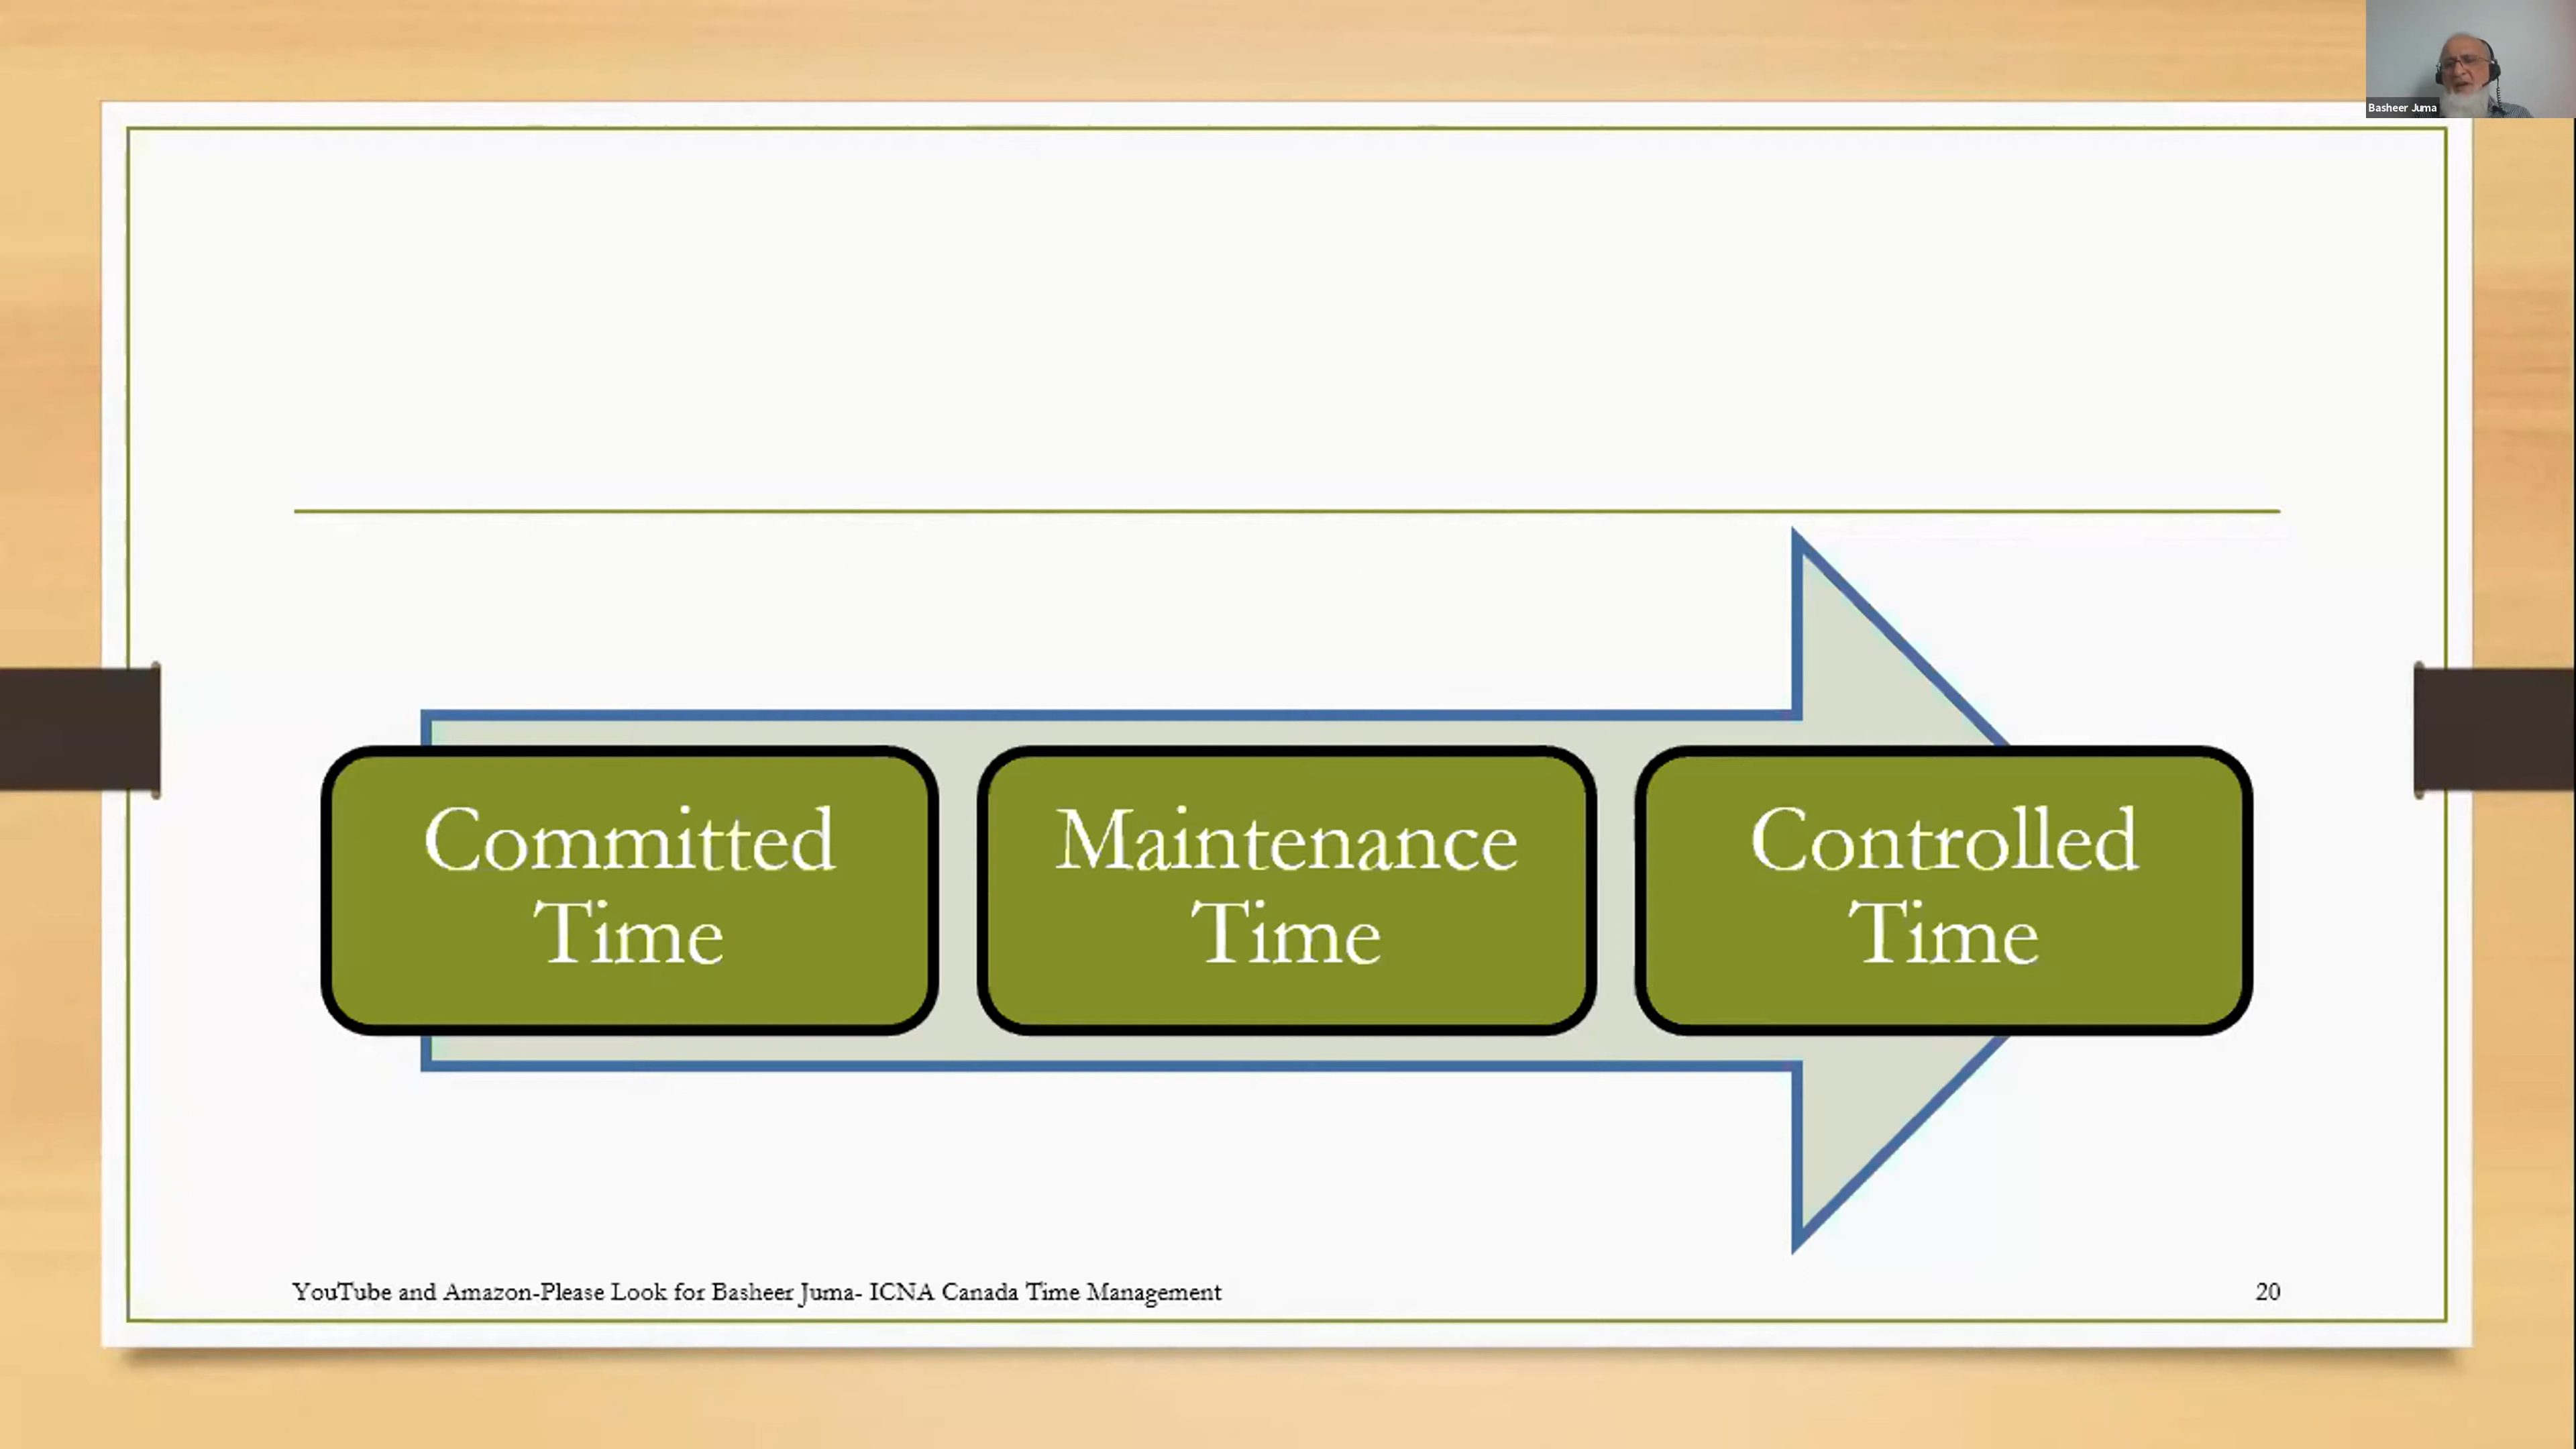 Basheer Juma
Committed
Time
Maintenance
Time
Controlled
Time
YouTube and Amazon-Please Look for Basheer Juma- ICNA Canada Time Management
20